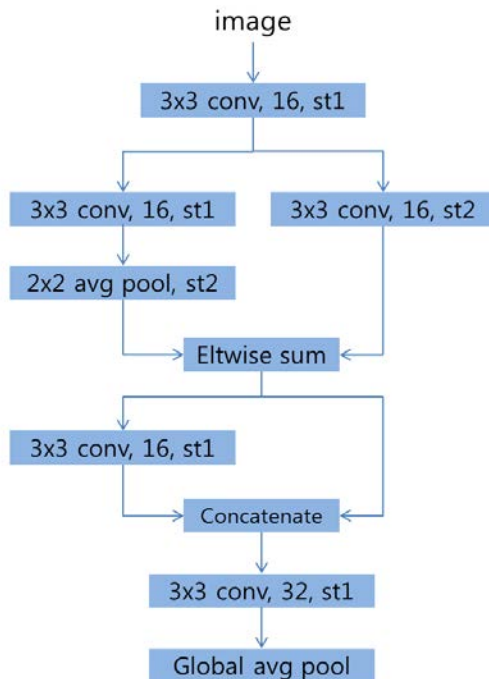 image
3x3 conv, 16, st1
3x3 conv, 16, st1
3x3 conv, 16, st2
2x2 avg pool, st2
Eltwise sum
3x3 conv, 16, st1
Concatenate
3x3 conv, 32, st1
Global avg pool